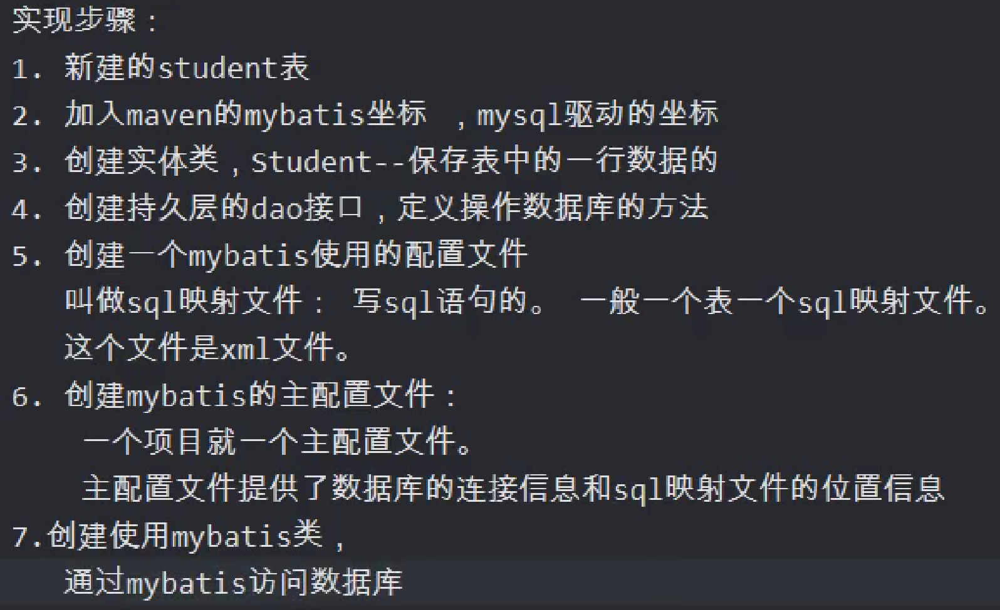 实现步骤：
1. 新建的student表
2. 加入maven的mybatis坐标 ，mysql驱动的坐标
3. 创建实体类，Student--保存表中的一行数据的
4. 创建持久层的dao接口，定义操作数据库的方法
5. 创建一个mybatis使用的配置文件
叫做sql映射文件： 写sql语句的。 一般一个表一个sql映射文件。
这个文件是xml文件。
6. 创建mybatis的主配置文件：
一个项目就一个主配置文件。
主配置文件提供了数据库的连接信息和sql映射文件的位置信息
7.创建使用mybatis类，
通过mybatis访问数据库